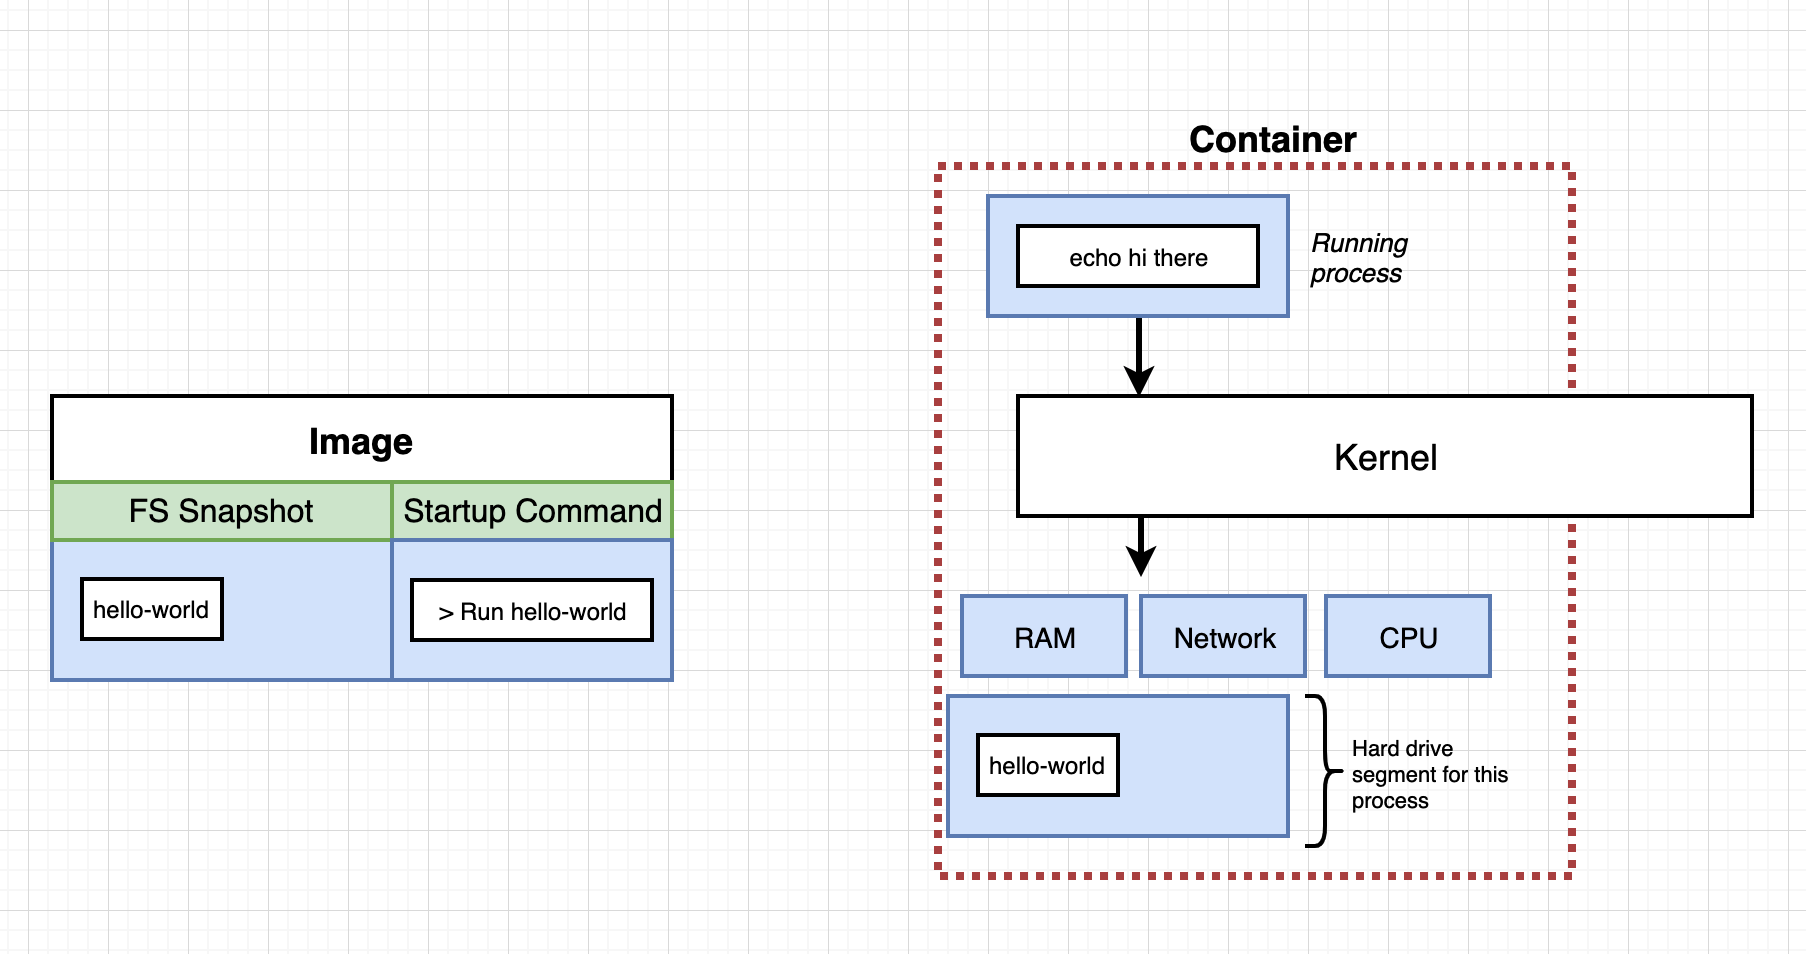 Image
FS Snapshot
Startup Command
hello-world
> Run hello-world
Container
echo hi there
Running
process
Kernel
RAM
Network
CPU
hello-world
Hard drive
segment for this
process